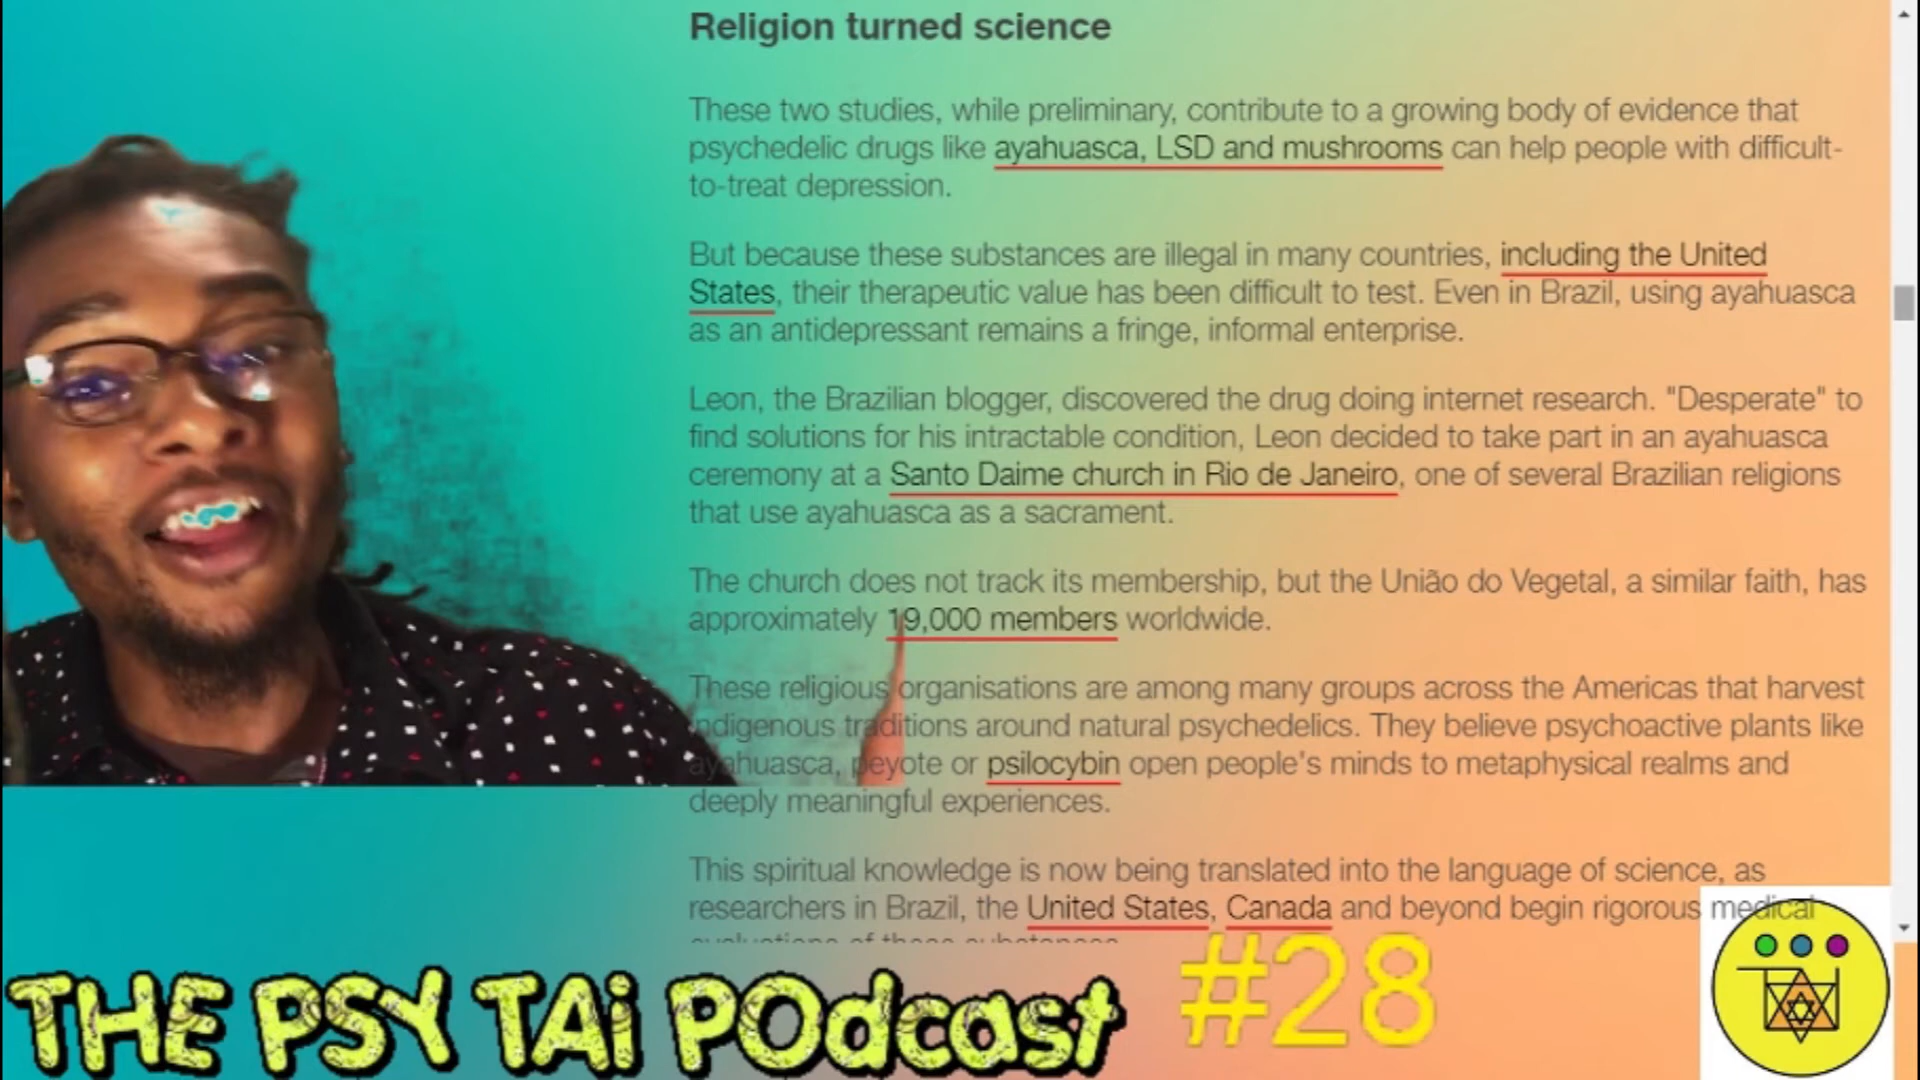 Religion turned science
These two studies, while preliminary, contribute to a growing body of evidence that
psychedelic drugs like ayahuasca, LSD and mushrooms can help people with difficult-
to-treat depression.
But because these substances are illegal in many countries, including the United
States, their therapeutic value has been difficult to test. Even in Brazil, using ayahuasca
as an antidepressant remains a fringe, informal enterprise.
Leon, the Brazilian blogger, discovered the drug doing internet research. "Desperate" to
find solutions for his intractable condition, Leon decided to take part in an ayahuasca
ceremony at a Santo Daime church in Rio de Janeiro, one of several Brazilian religions
that use ayahuasca as a sacrament.
The church does not track its membership, but the União do Vegetal, a similar faith, has
approximately 19,000 members worldwide.
These religious organisations are among many groups across the Americas that harvest
indigenous traditions around natural psychedelics. They believe psychoactive plants like
ayahuasca, peyote or psilocybin open people's minds to metaphysical realms and
deeply meaningful experiences.
This spiritual knowledge is now being translated into the language of science, as
researchers in Brazil, the United States, Canada and beyond begin rigorous medical
evaluations of these substances
THE PSY TAi POdcast #28